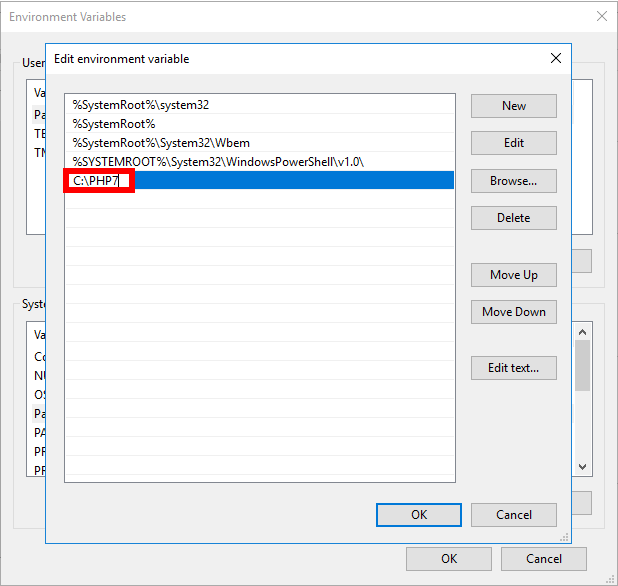 Environment Variables
Edit environment variable
User
Va
Pa
TE
TM
%SystemRoot%\system32
%SystemRoot%
%SystemRoot%\System32\Wbem
%SYSTEMROOT%\System32\WindowsPowerShell\v1.0\
C:\PHP7
New
Edit
Browse...
Delete
Move Up
Move Down
Edit text...
Syste
Va
Co
NU
OS
Pa
PA
PR
PR
OK
Cancel
OK
Cancel